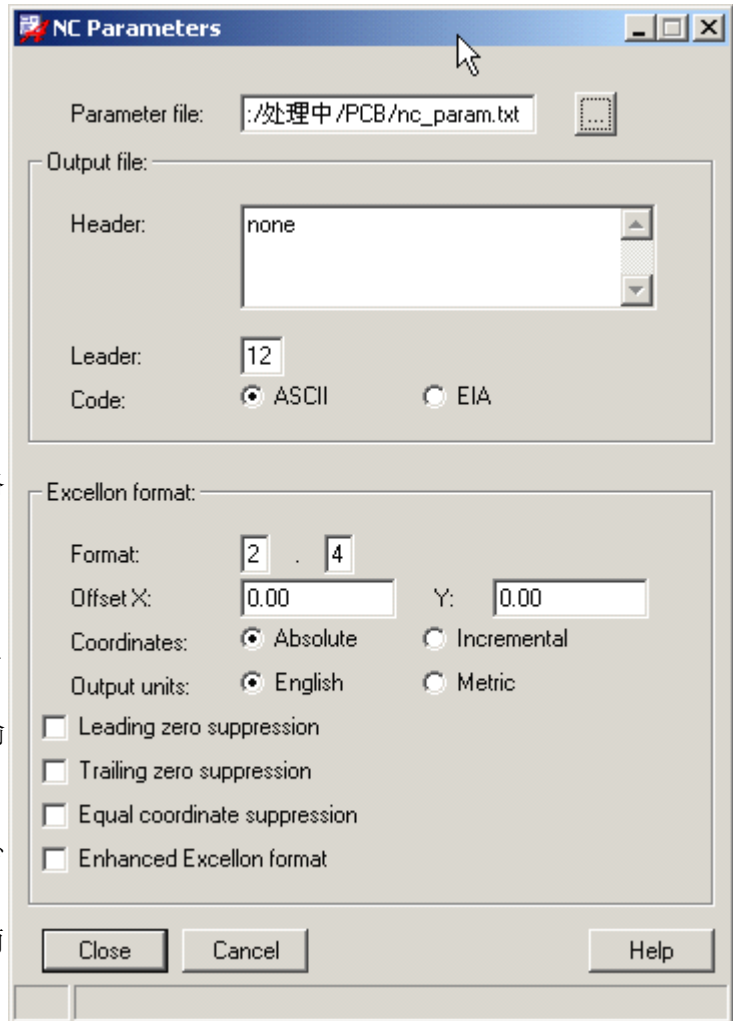 NC Parameters
Parameter file: :/处理中/PCB/nc_param.txt ...
Output file:
Header: none
Leader: 12
Code: ASCII EIA
Excellon format:
Format: 2 . 4
Offset X: 0.00 Y: 0.00
Coordinates: Absolute Incremental
Output units: English Metric
Leading zero suppression
Trailing zero suppression
Equal coordinate suppression
Enhanced Excellon format
Close Cancel Help